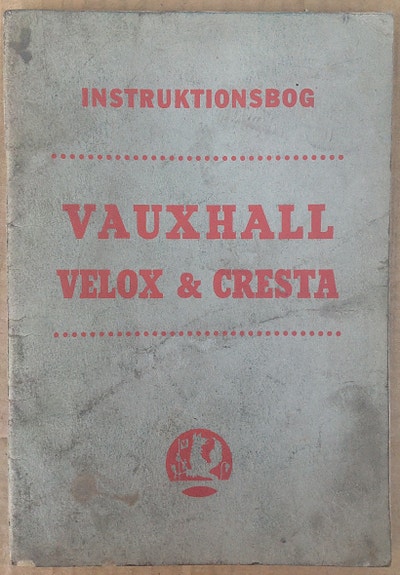 INSTRUKTIONSBOG
VAUXHALL
VELOX & CRESTA